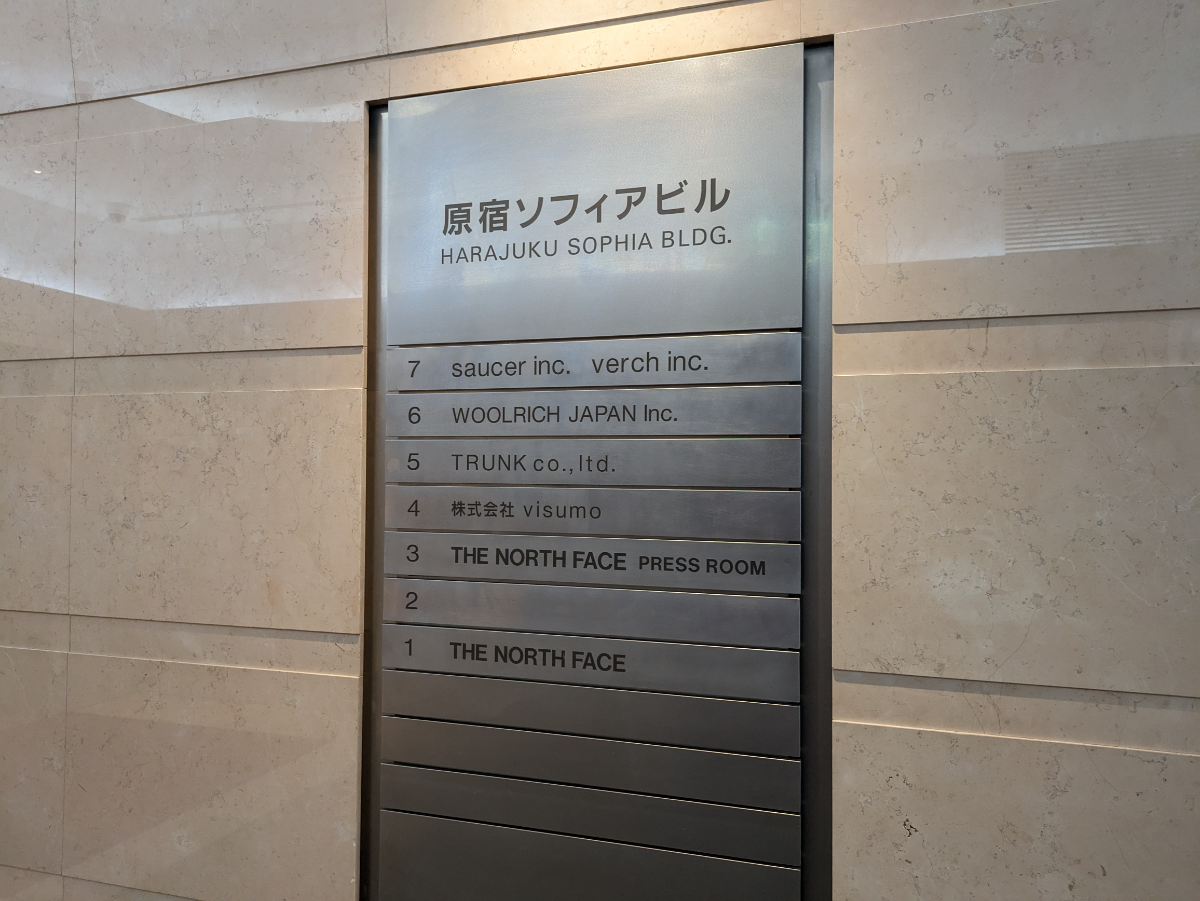 原宿ソフィアビル
HARAJUKU SOPHIA BLDG.
7 saucer inc. verch inc.
6 WOOLRICH JAPAN Inc.
5 TRUNK co.,ltd.
4 株式会社 visumo
3 THE NORTH FACE PRESS ROOM
2
1 THE NORTH FACE